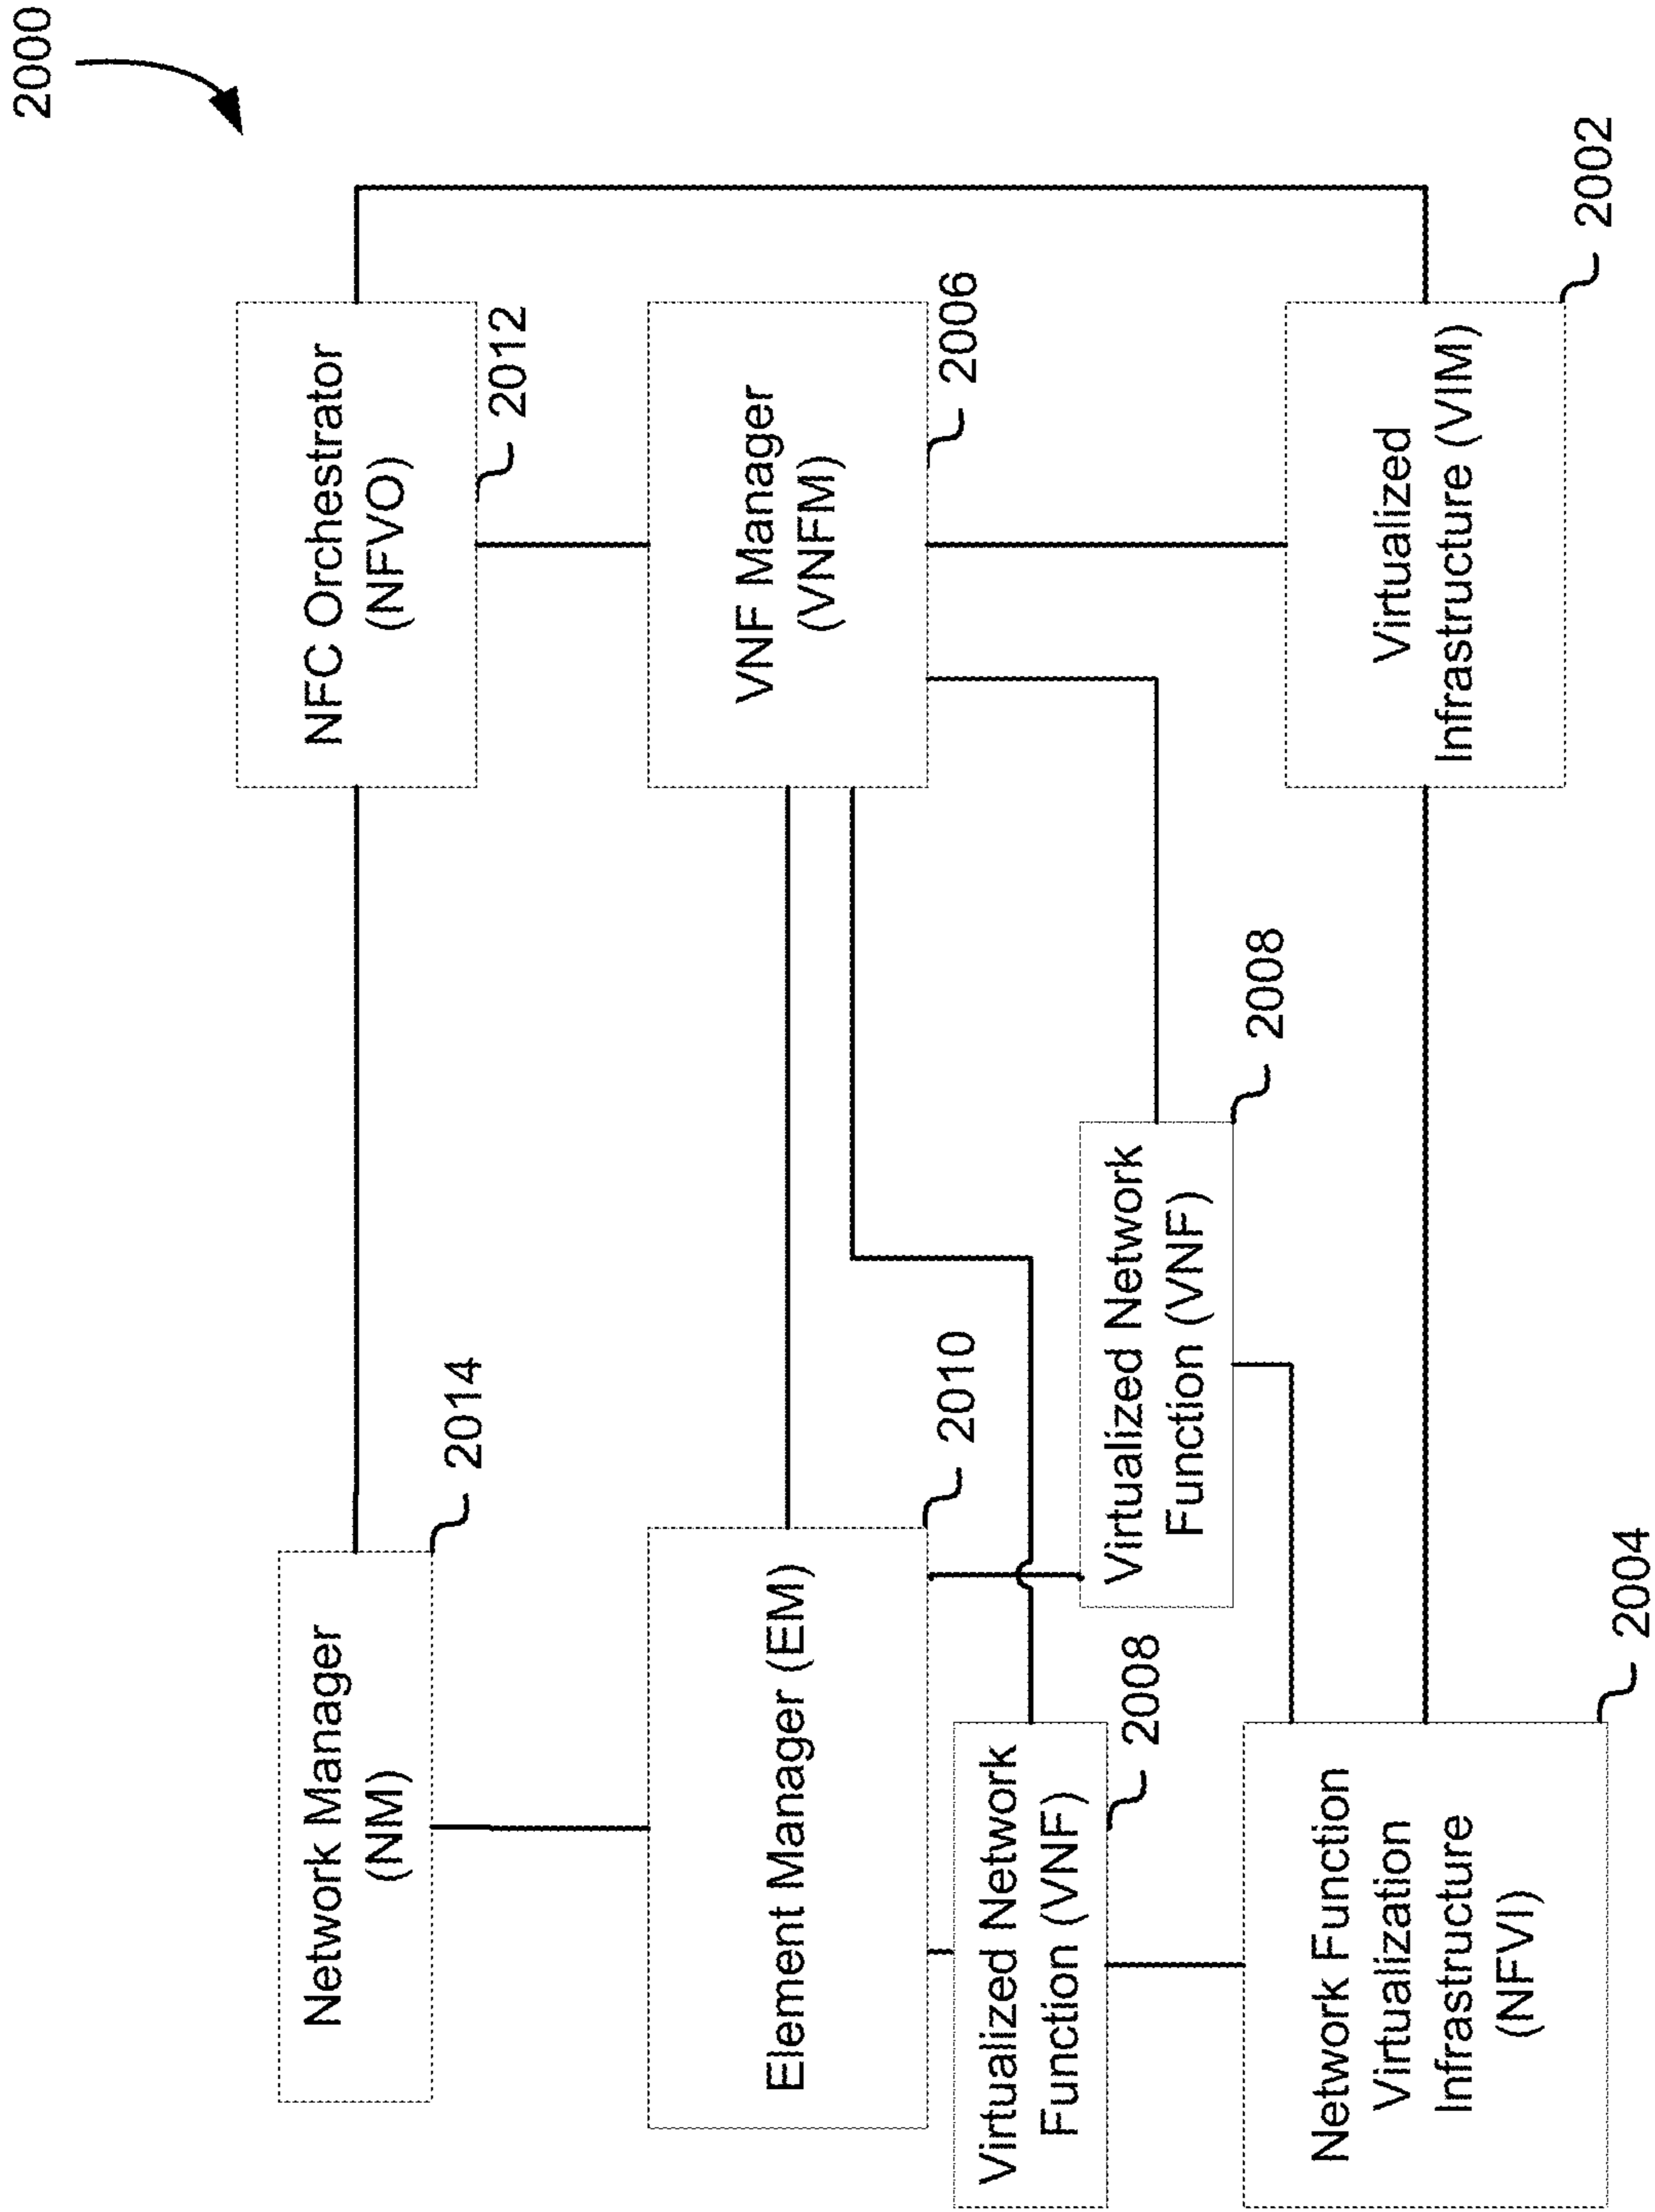 2000
Network Manager
(NM)
2014
NFC Orchestrator
(NFVO)
2012
Element Manager (EM)
2010
VNF Manager
(VNFM)
2006
Virtualized Network
Function (VNF)
2008
Virtualized Network
Function (VNF)
2008
Network Function
Virtualization
Infrastructure
(NFVI)
2004
Virtualized
Infrastructure (VIM)
2002